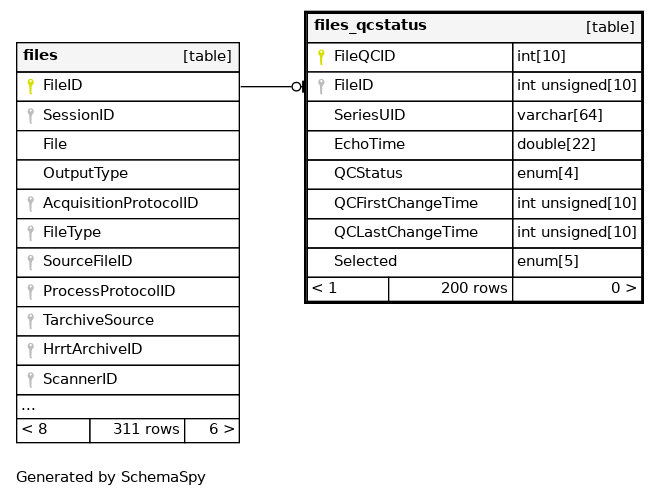 files [table]
FileID
SessionID
File
OutputType
AcquisitionProtocolID
FileType
SourceFileID
ProcessProtocolID
TarchiveSource
HrrtArchiveID
ScannerID
...
< 8 311 rows 6 >
files_qcstatus [table]
FileQCID int[10]
FileID int unsigned[10]
SeriesUID varchar[64]
EchoTime double[22]
QCStatus enum[4]
QCFirstChangeTime int unsigned[10]
QCLastChangeTime int unsigned[10]
Selected enum[5]
< 1 200 rows 0 >
Generated by SchemaSpy